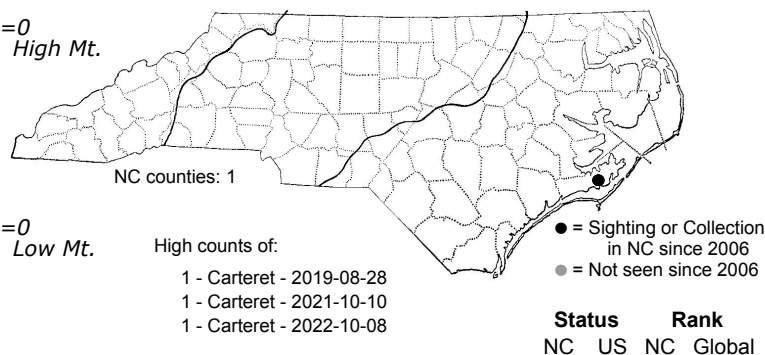 =0
High Mt.
NC counties: 1
=0
Low Mt.
High counts of:
1 - Carteret - 2019-08-28
1 - Carteret - 2021-10-10
1 - Carteret - 2022-10-08
● = Sighting or Collection
in NC since 2006
● = Not seen since 2006
Status Rank
NC US NC Global